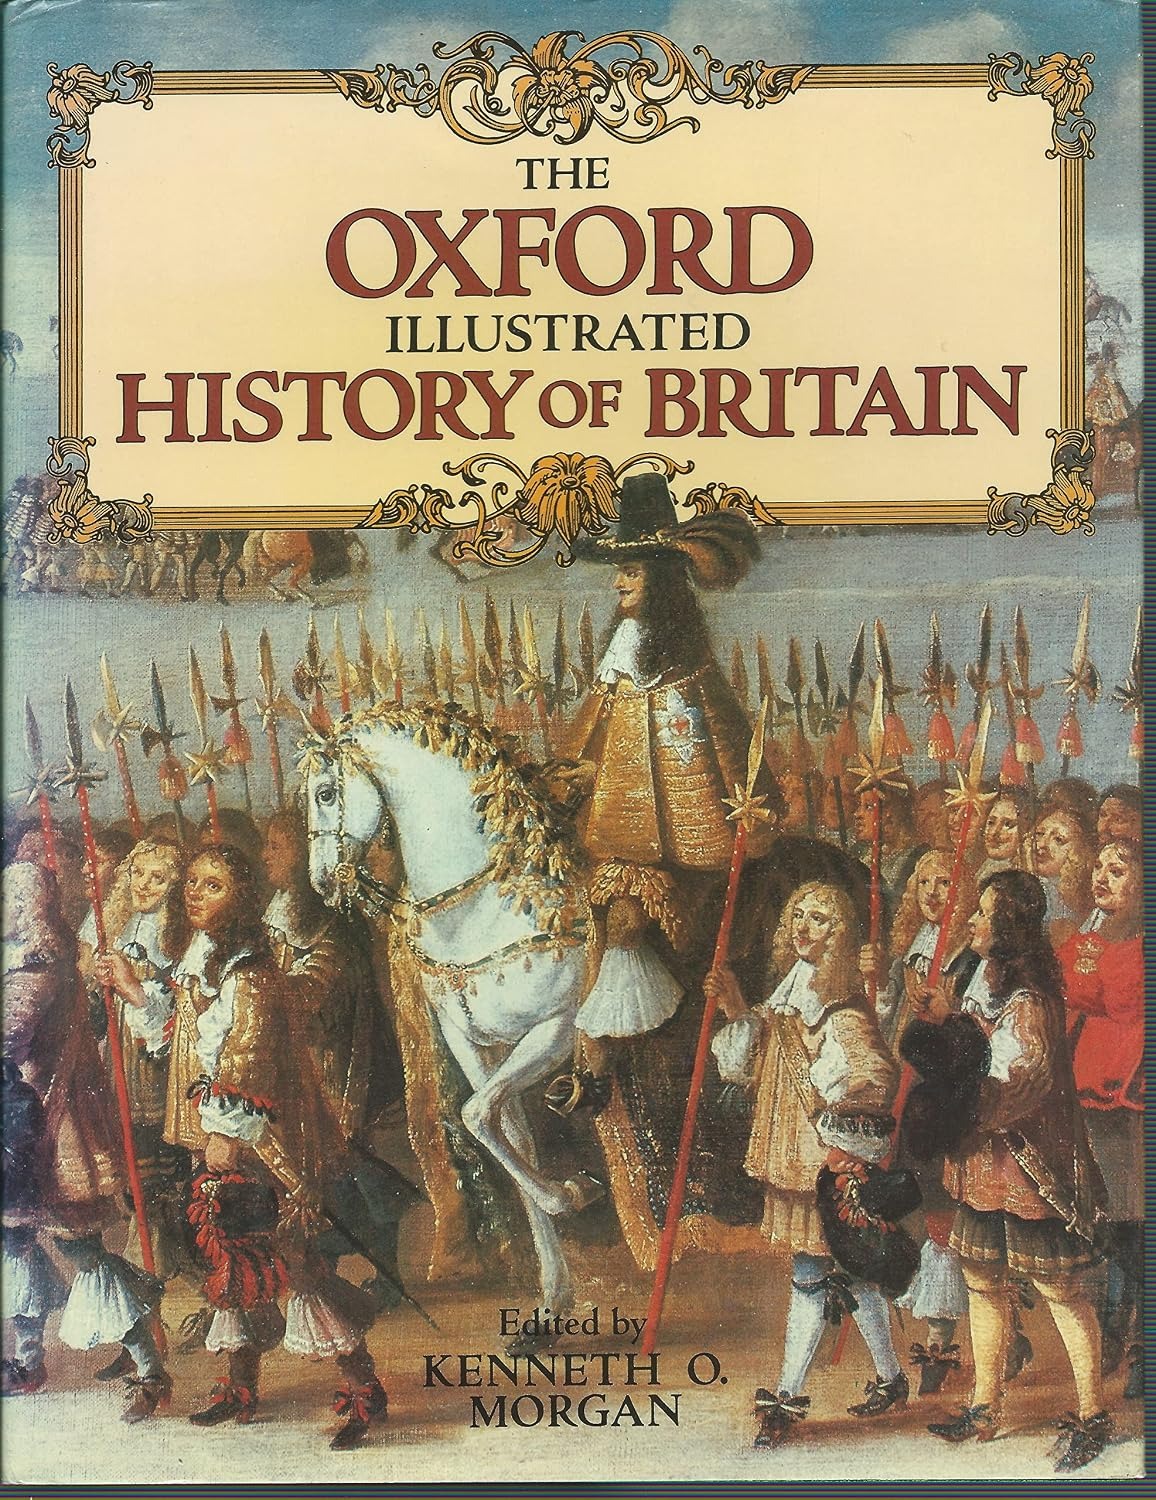 THE
OXFORD
ILLUSTRATED
HISTORY OF BRITAIN
Edited by
KENNETH O.
MORGAN